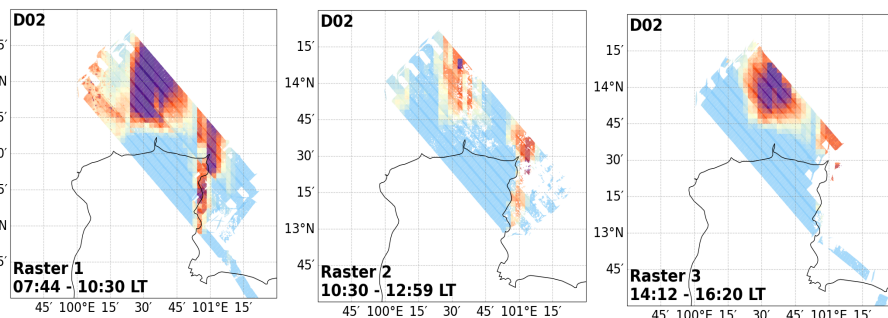 D02
5′
0′N
5′
0′
5′
N
5′
Raster 1
07:44 - 10:30 LT
45′ 100°E 15′ 30′ 45′ 101°E 15′
D02
15′
14°N
45′
30′
15′
13°N
45′
Raster 2
10:30 - 12:59 LT
45′ 100°E 15′ 30′ 45′ 101°E 15′
D02
15′
14°N
45′
30′
15′
13°N
45′
Raster 3
14:12 - 16:20 LT
45′ 100°E 15′ 30′ 45′ 101°E 15′